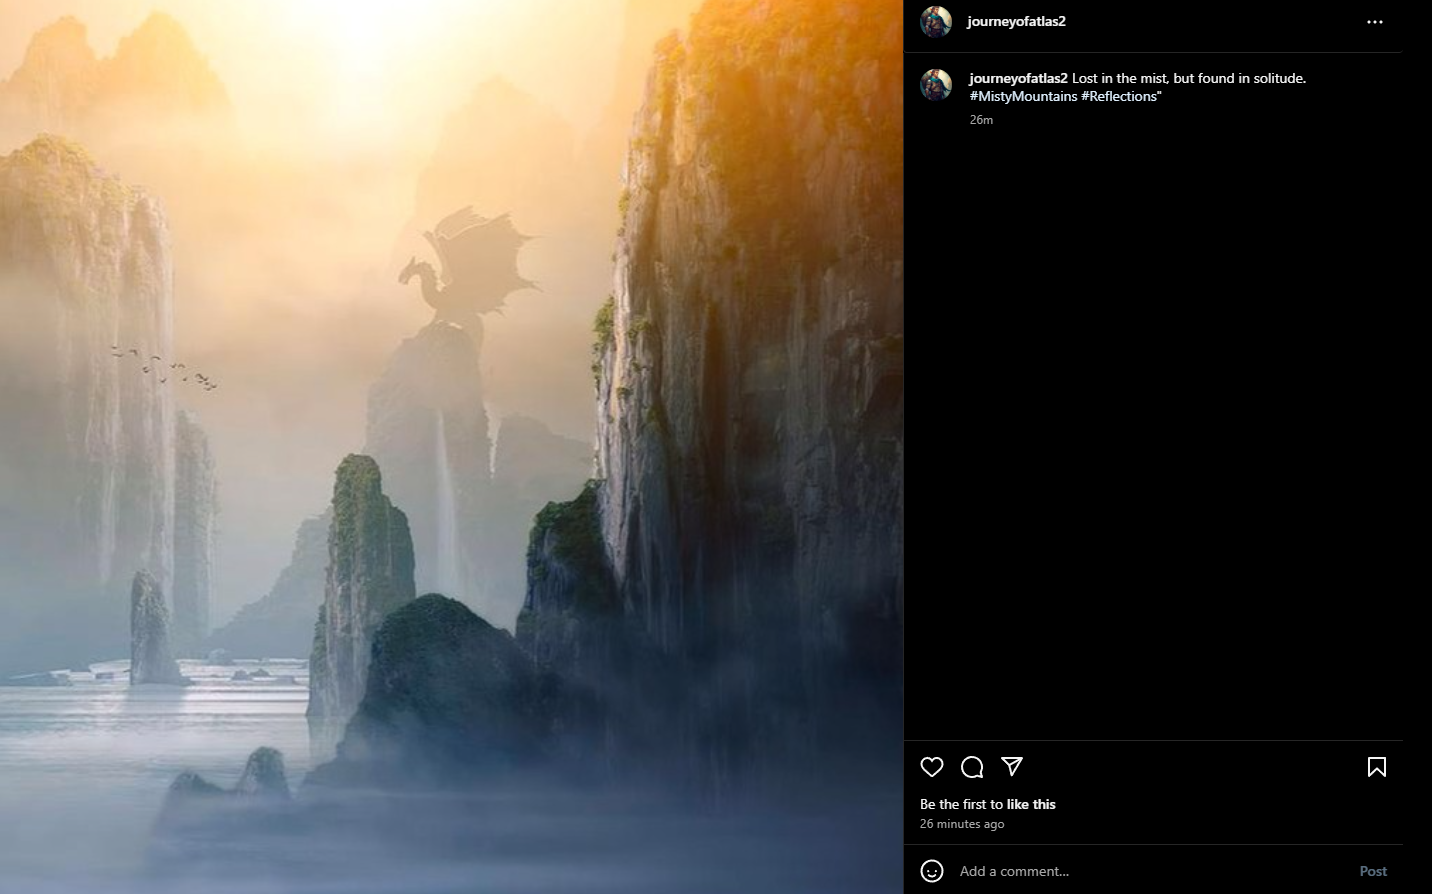 journeyofatlas2
journeyofatlas2 Lost in the mist, but found in solitude.
#MistyMountains #Reflections"
26m
Be the first to like this
26 minutes ago
Add a comment...
Post